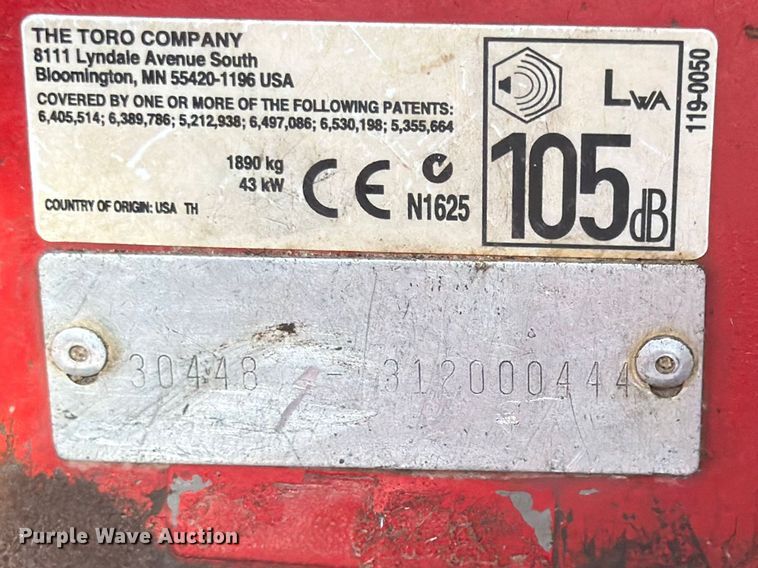 THE TORO COMPANY
8111 Lyndale Avenue South
Bloomington, MN 55420-1196 USA
COVERED BY ONE OR MORE OF THE FOLLOWING PATENTS:
6,405,514; 6,389,786; 5,212,938; 6,497,086; 6,530,198; 5,355,664
1890 kg
43 kW
CE
N1625
COUNTRY OF ORIGIN: USA TH
LWA
105dB
119-0050
30448 - 312000444
Purple Wave Auction